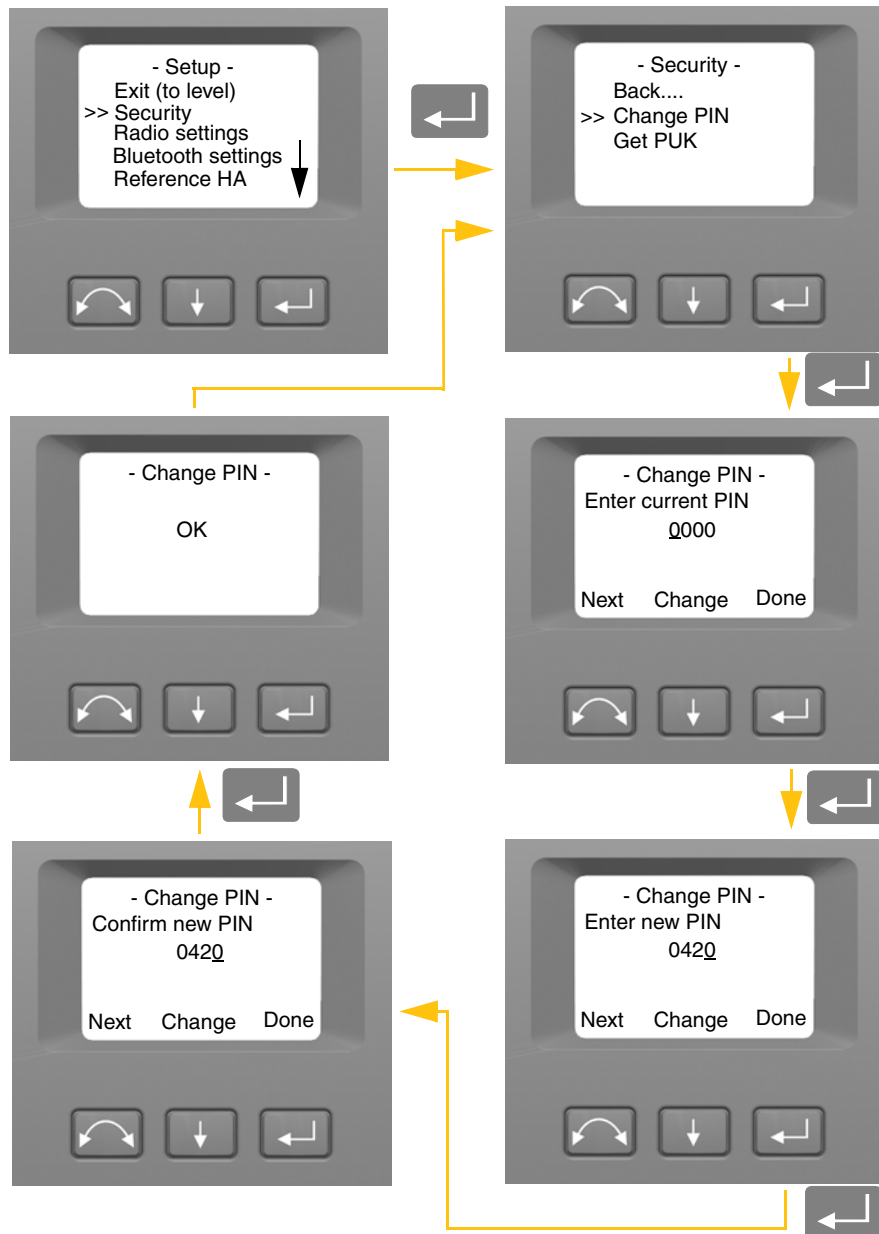 - Setup -
Exit (to level)
>> Security
Radio settings
Bluetooth settings
Reference HA
- Security -
Back....
>> Change PIN
Get PUK
- Change PIN -
OK
- Change PIN -
Enter current PIN
0000
Next Change Done
- Change PIN -
Confirm new PIN
0420
Next Change Done
- Change PIN -
Enter new PIN
0420
Next Change Done